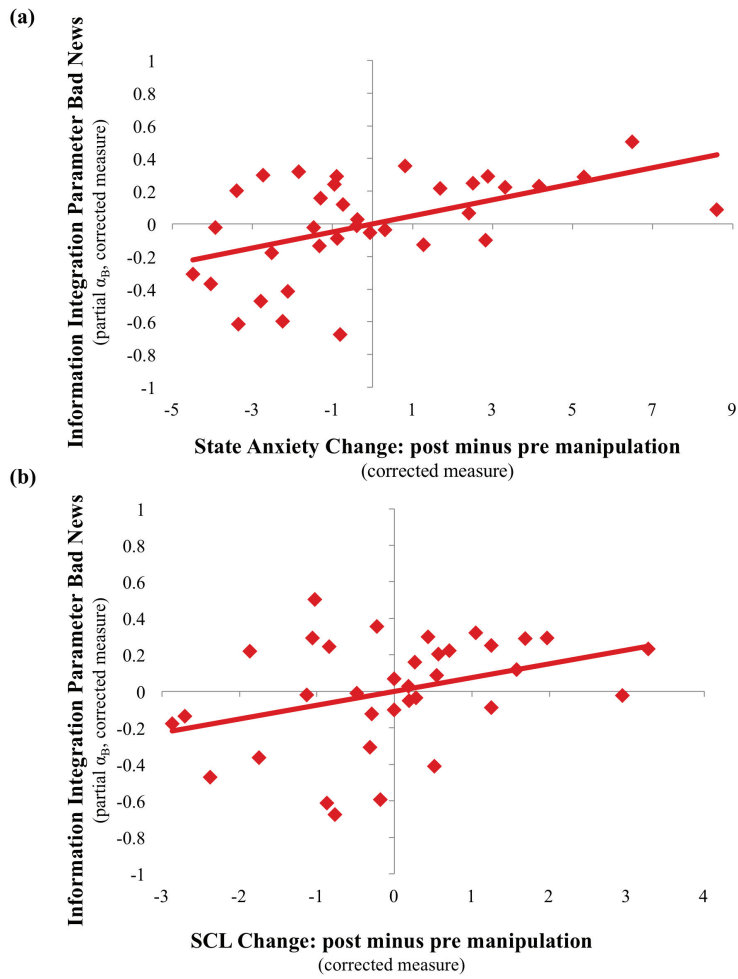 (a)
Information Integration Parameter Bad News
(partial αB, corrected measure)
1
0.8
0.6
0.4
0.2
0
-0.2
-0.4
-0.6
-0.8
-1
-5 -3 -1 1 3 5 7 9
State Anxiety Change: post minus pre manipulation
(corrected measure)
(b)
Information Integration Parameter Bad News
(partial αB, corrected measure)
1
0.8
0.6
0.4
0.2
0
-0.2
-0.4
-0.6
-0.8
-1
-3 -2 -1 0 1 2 3 4
SCL Change: post minus pre manipulation
(corrected measure)